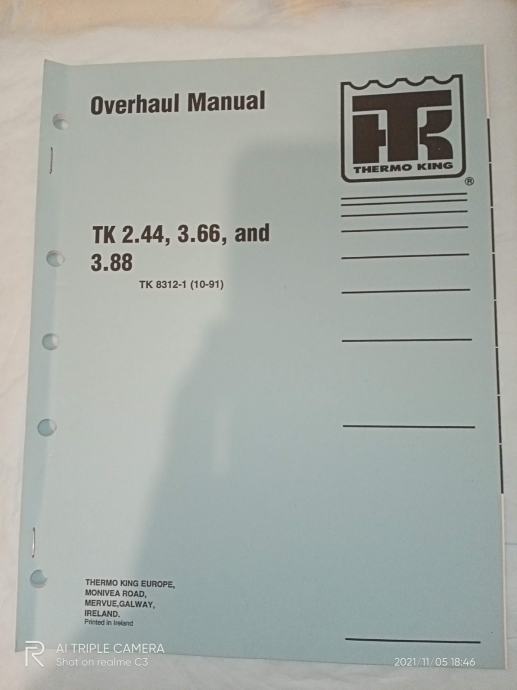 Overhaul Manual
TK
THERMO KING
®
TK 2.44, 3.66, and
3.88
TK 8312-1 (10-91)
THERMO KING EUROPE,
MONIVEA ROAD,
MERVUE,GALWAY,
IRELAND.
Printed in Ireland
R
AI TRIPLE CAMERA
Shot on realme C3
2021/11/05 18:46